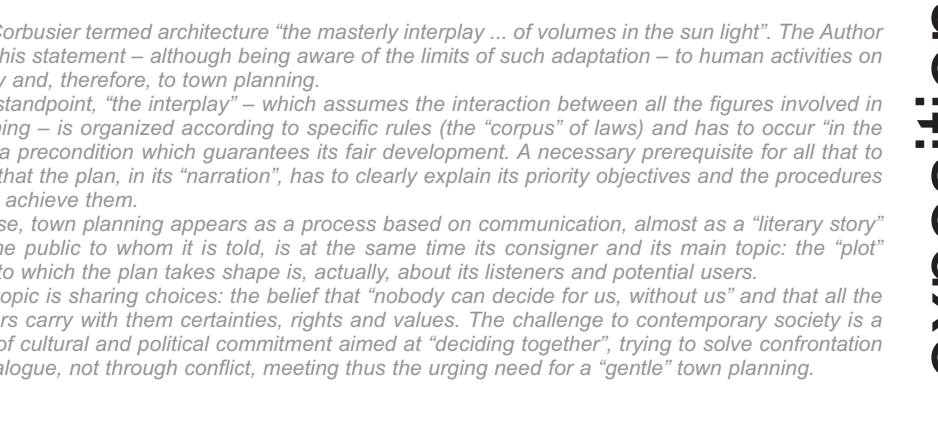 Corbusier termed architecture “the masterly interplay ... of volumes in the sun light”. The Author
this statement – although being aware of the limits of such adaptation – to human activities on
and, therefore, to town planning.
standpoint, “the interplay” – which assumes the interaction between all the figures involved in
– is organized according to specific rules (the “corpus” of laws) and has to occur “in the
a precondition which guarantees its fair development. A necessary prerequisite for all that to
that the plan, in its “narration”, has to clearly explain its priority objectives and the procedures
achieve them.
town planning appears as a process based on communication, almost as a “literary story”
public to whom it is told, is at the same time its consigner and its main topic: the “plot”
to which the plan takes shape is, actually, about its listeners and potential users.
topic is sharing choices: the belief that “nobody can decide for us, without us” and that all the
carry with them certainties, rights and values. The challenge to contemporary society is a
of cultural and political commitment aimed at “deciding together”, trying to solve confrontation
not through conflict, meeting thus the urging need for a “gentle” town planning.